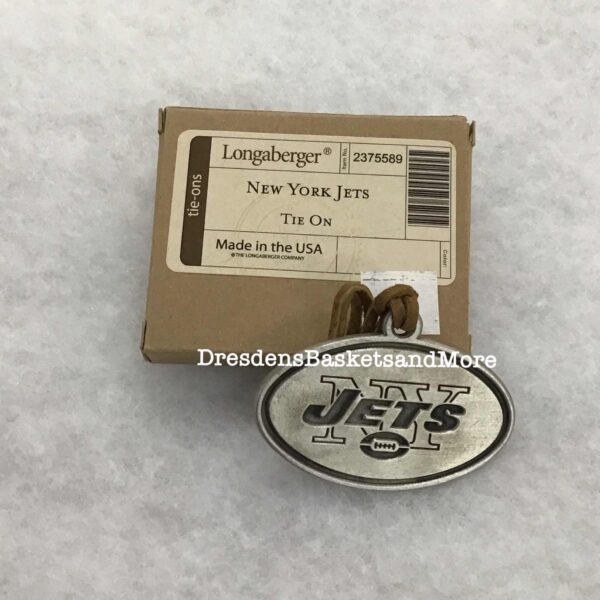 tie-ons
Longaberger®
Item No.
2375589
NEW YORK JETS
TIE ON
Made in the USA
© THE LONGABERGER COMPANY
Color:
DresdensBasketsandMore
NY
JETS